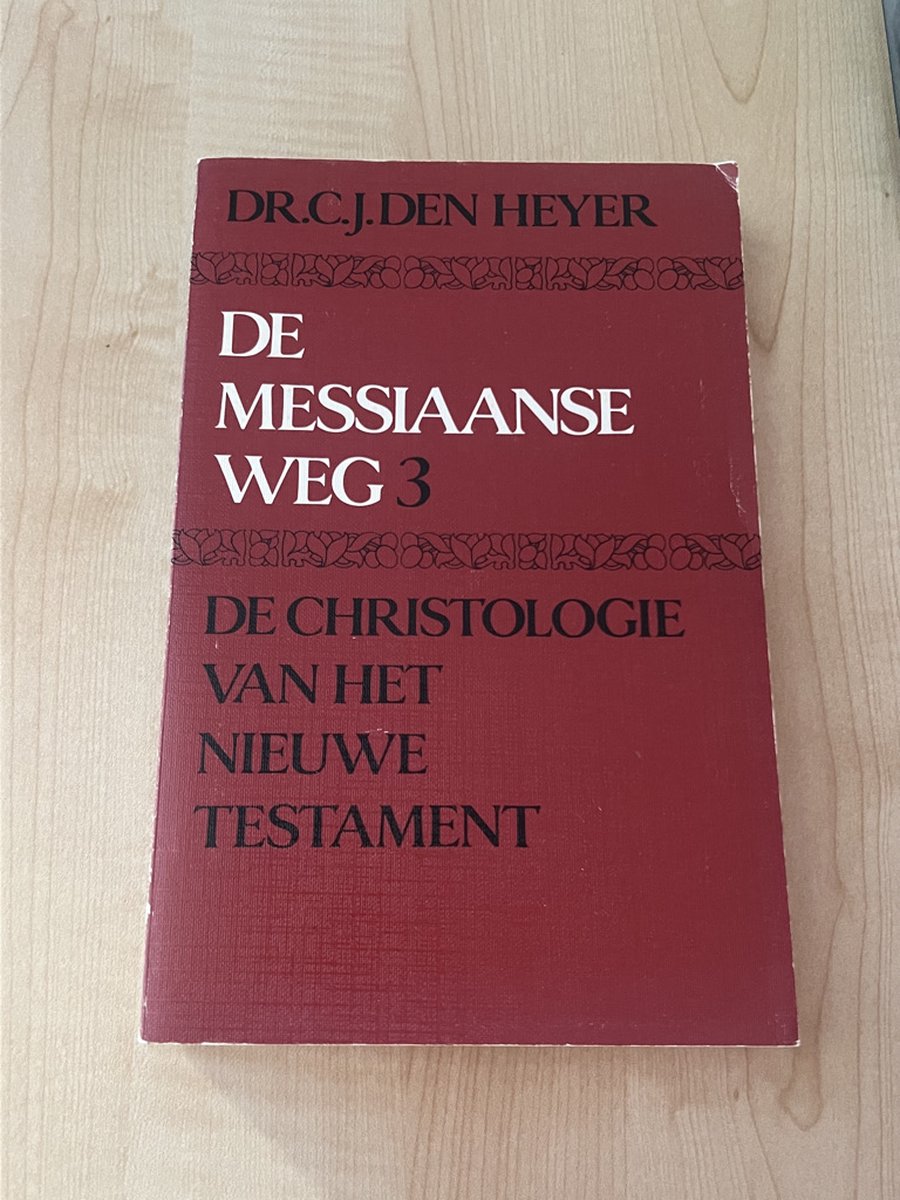 DR.C.J.DEN HEYER
DE
MESSIAANSE
WEG 3
DE CHRISTOLOGIE
VAN HET
NIEUWE
TESTAMENT